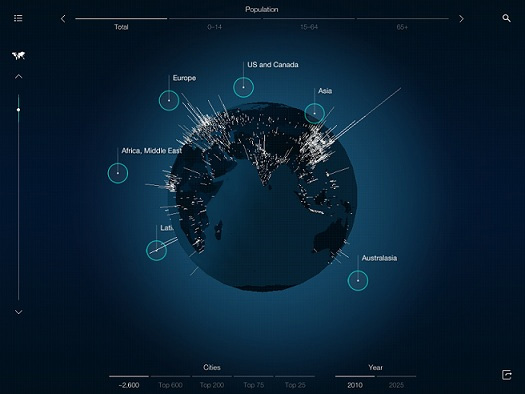 Population
Total 0–14 15–64 65+
US and Canada
Europe
Asia
Africa, Middle East
Lati
Australasia
Cities Year
~2,600 Top 600 Top 200 Top 75 Top 25 2010 2025